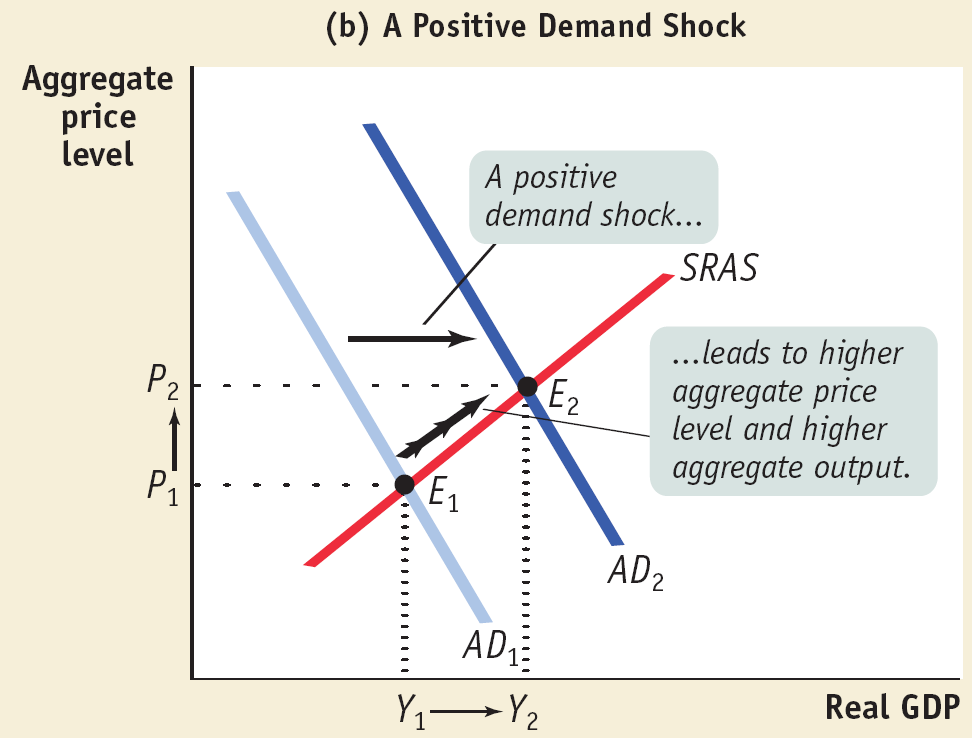 (b) A Positive Demand Shock
Aggregate
price
level
A positive
demand shock...
SRAS
...leads to higher
aggregate price
level and higher
aggregate output.
P₂
E₂
P₁
E₁
AD₂
AD₁
Y₁ Y₂
Real GDP